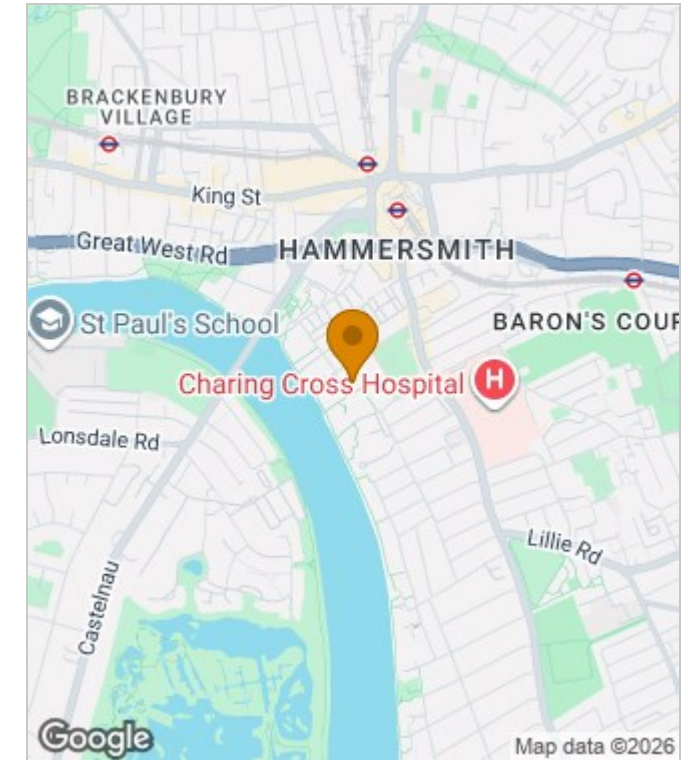 BRACKENBURY
VILLAGE
King St
Great West Rd
HAMMERSMITH
St Paul's School
BARON'S COUR
Charing Cross Hospital
H
Lonsdale Rd
Lillie Rd
Castelnau
Google
Map data ©2026